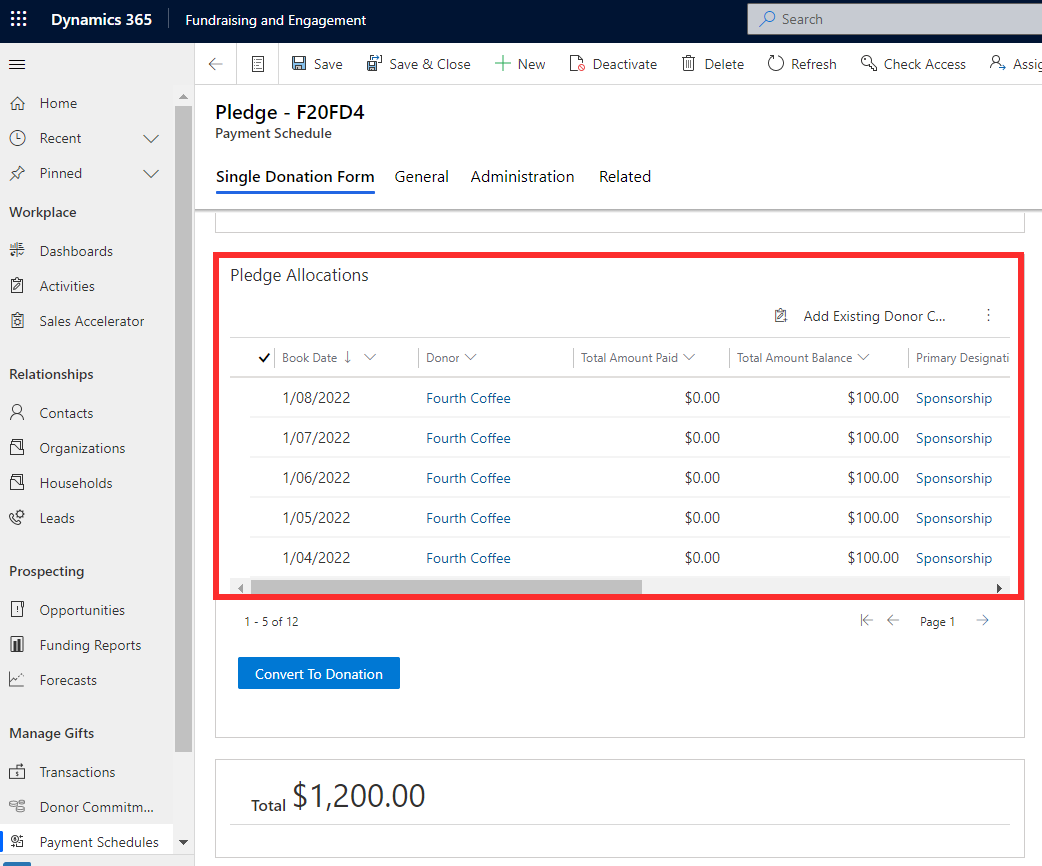 Dynamics 365
Fundraising and Engagement
Search
Save
Save & Close
New
Deactivate
Delete
Refresh
Check Access
Assig
Home
Recent
Pinned
Workplace
Dashboards
Activities
Sales Accelerator
Relationships
Contacts
Organizations
Households
Leads
Prospecting
Opportunities
Funding Reports
Forecasts
Manage Gifts
Transactions
Donor Commitm...
Payment Schedules
Pledge - F20FD4
Payment Schedule
Single Donation Form General Administration Related
Pledge Allocations
Add Existing Donor C...
Book Date Donor Total Amount Paid Total Amount Balance Primary Designati
1/08/2022 Fourth Coffee $0.00 $100.00 Sponsorship
1/07/2022 Fourth Coffee $0.00 $100.00 Sponsorship
1/06/2022 Fourth Coffee $0.00 $100.00 Sponsorship
1/05/2022 Fourth Coffee $0.00 $100.00 Sponsorship
1/04/2022 Fourth Coffee $0.00 $100.00 Sponsorship
1 - 5 of 12
Page 1
Convert To Donation
Total $1,200.00